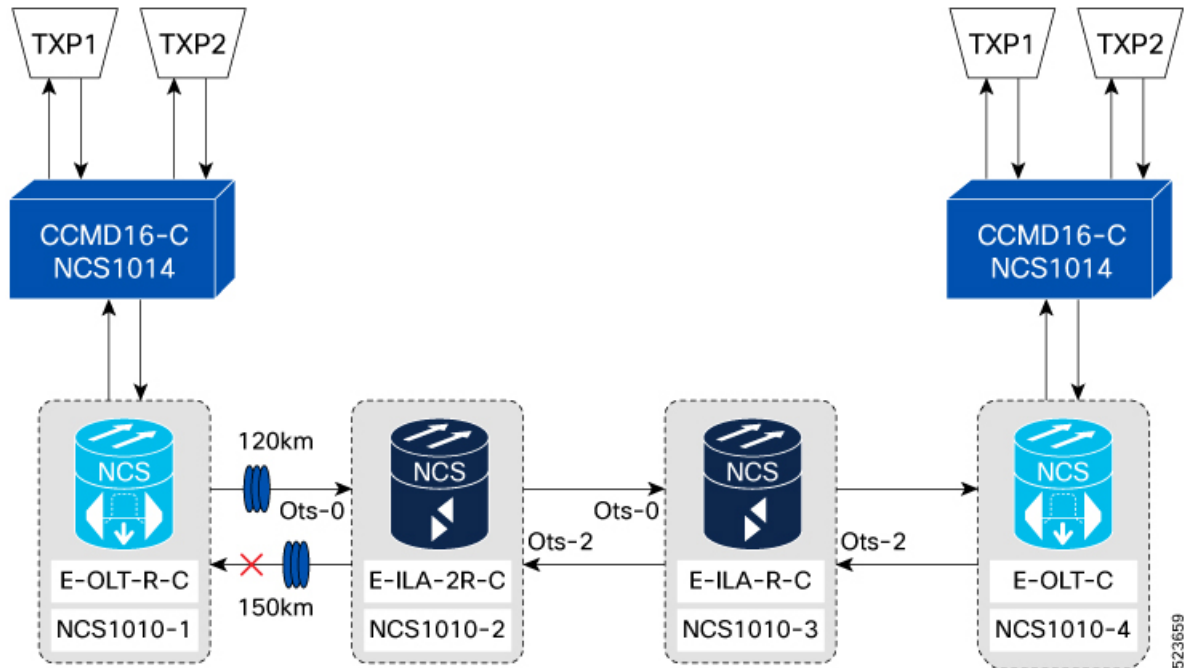 TXP1
TXP2
TXP1
TXP2
CCMD16-C
NCS1014
CCMD16-C
NCS1014
120km
NCS
NCS
NCS
NCS
Ots-0
Ots-0
Ots-2
Ots-2
150km
E-OLT-R-C
E-ILA-2R-C
E-ILA-R-C
E-OLT-C
NCS1010-1
NCS1010-2
NCS1010-3
NCS1010-4
523659